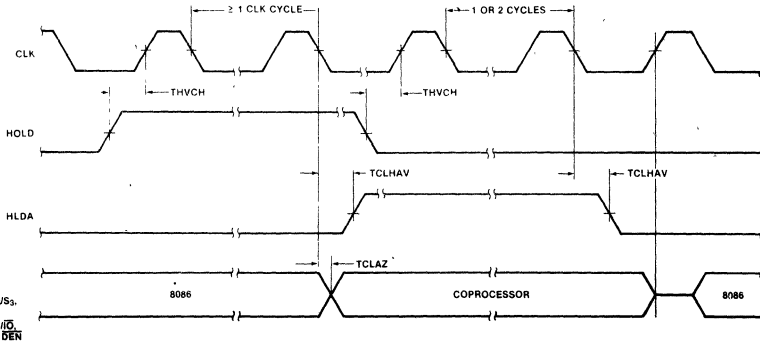 ≥ 1 CLK CYCLE
1 OR 2 CYCLES
CLK
THVCH
THVCH
HOLD
TCLHAV
TCLHAV
HLDA
TCLAZ
8086
COPROCESSOR
8086
/S3,
/IO,
DEN